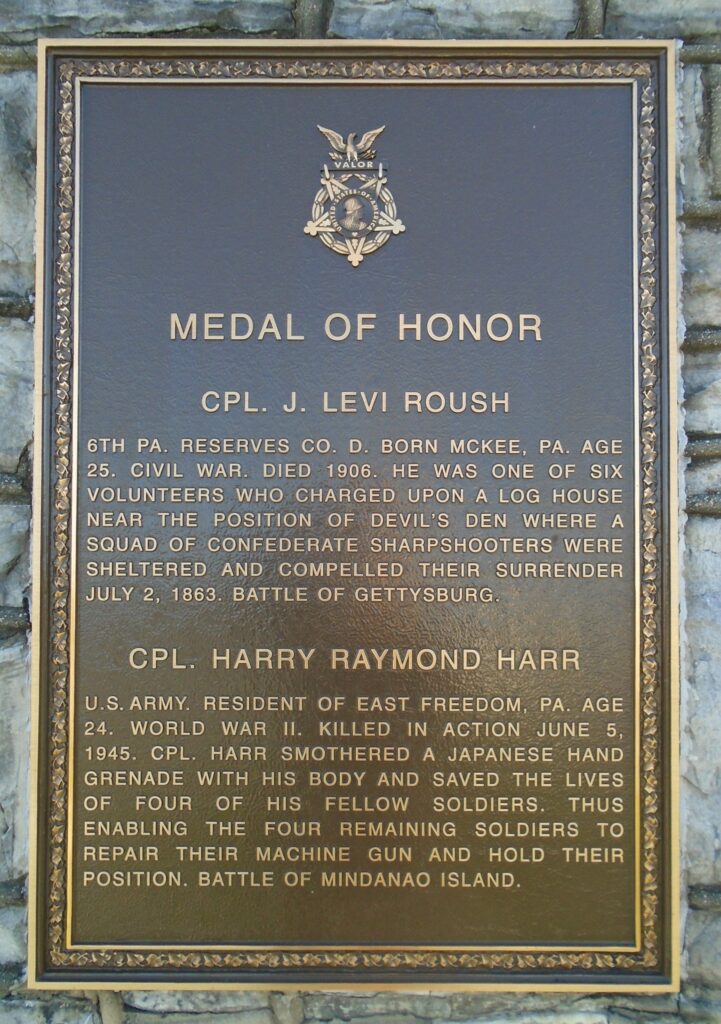 VALOR
UNITED STATES OF AMERICA
MEDAL OF HONOR
CPL. J. LEVI ROUSH
6TH PA. RESERVES CO. D. BORN MCKEE, PA. AGE
25. CIVIL WAR. DIED 1906. HE WAS ONE OF SIX
VOLUNTEERS WHO CHARGED UPON A LOG HOUSE
NEAR THE POSITION OF DEVIL'S DEN WHERE A
SQUAD OF CONFEDERATE SHARPSHOOTERS WERE
SHELTERED AND COMPELLED THEIR SURRENDER
JULY 2, 1863. BATTLE OF GETTYSBURG.
CPL. HARRY RAYMOND HARR
U.S. ARMY. RESIDENT OF EAST FREEDOM, PA. AGE
24. WORLD WAR II. KILLED IN ACTION JUNE 5,
1945. CPL. HARR SMOTHERED A JAPANESE HAND
GRENADE WITH HIS BODY AND SAVED THE LIVES
OF FOUR OF HIS FELLOW SOLDIERS. THUS
ENABLING THE FOUR REMAINING SOLDIERS TO
REPAIR THEIR MACHINE GUN AND HOLD THEIR
POSITION. BATTLE OF MINDANAO ISLAND.